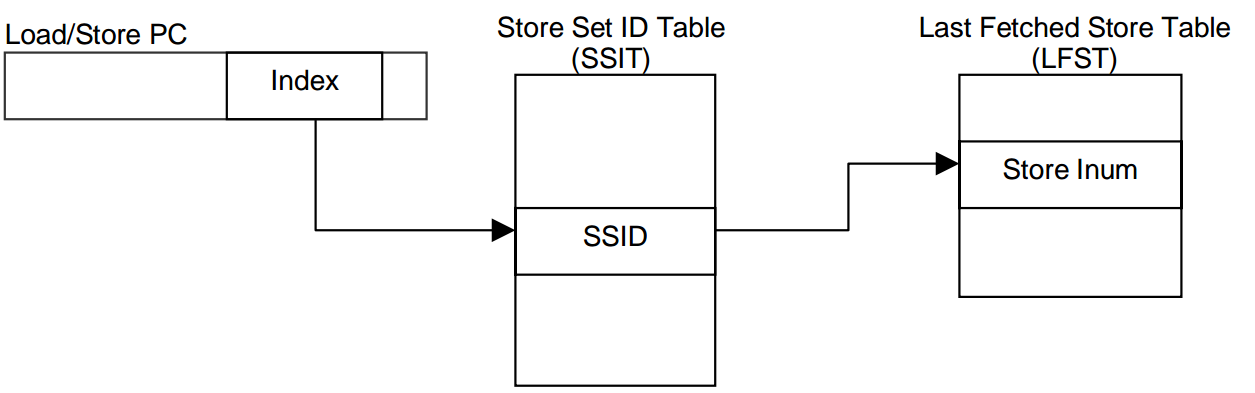 Load/Store PC
Index
Store Set ID Table
(SSIT)
SSID
Last Fetched Store Table
(LFST)
Store Inum